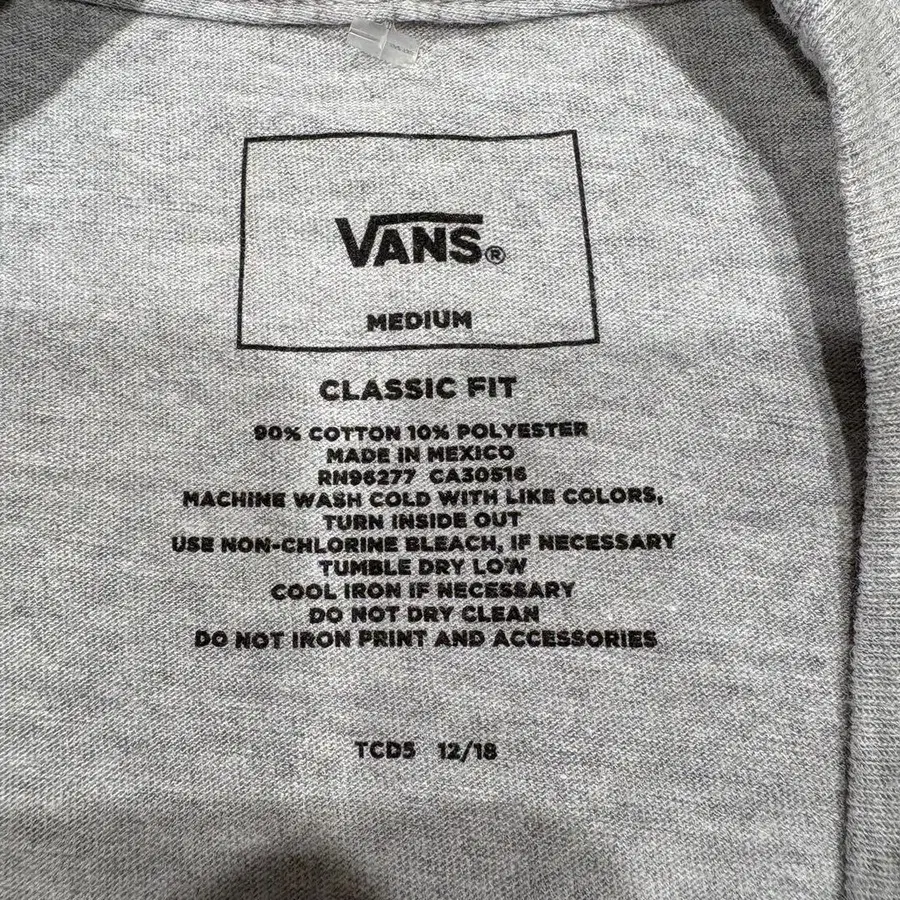 VANS®
MEDIUM
CLASSIC FIT
90% COTTON 10% POLYESTER
MADE IN MEXICO
RN96277 CA30516
MACHINE WASH COLD WITH LIKE COLORS,
TURN INSIDE OUT
USE NON-CHLORINE BLEACH, IF NECESSARY
TUMBLE DRY LOW
COOL IRON IF NECESSARY
DO NOT DRY CLEAN
DO NOT IRON PRINT AND ACCESSORIES
TCD5 12/18